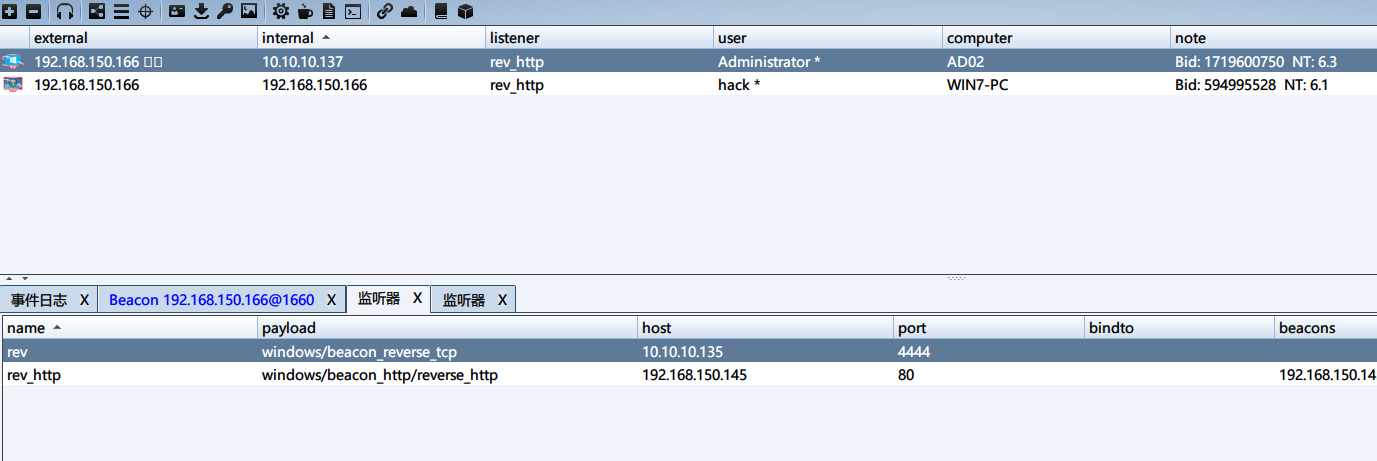 external internal listener user computer note
192.168.150.166 10.10.10.137 rev_http Administrator * AD02 Bid: 1719600750 NT: 6.3
192.168.150.166 192.168.150.166 rev_http hack * WIN7-PC Bid: 594995528 NT: 6.1
事件日志 X Beacon 192.168.150.166@1660 X 监听器 X 监听器 X
name payload host port bindto beacons
rev windows/beacon_reverse_tcp 10.10.10.135 4444
rev_http windows/beacon_http/reverse_http 192.168.150.145 80 192.168.150.14